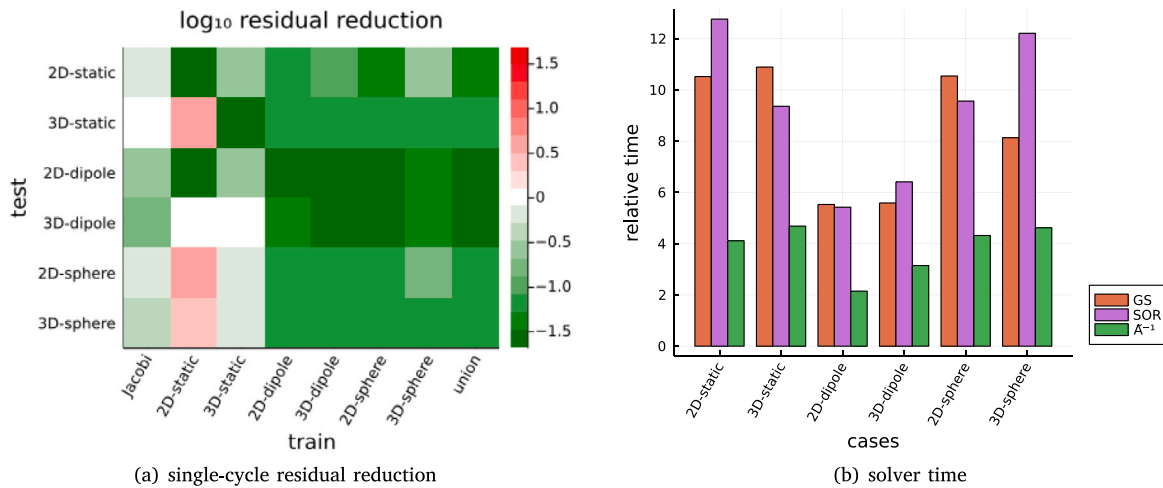 log₁₀ residual reduction
test
2D-static
3D-static
2D-dipole
3D-dipole
2D-sphere
3D-sphere
Jacobi
2D-static
3D-static
2D-dipole
3D-dipole
2D-sphere
3D-sphere
union
train
1.5
1.0
0.5
0
−0.5
−1.0
−1.5
(a) single-cycle residual reduction
relative time
12
10
8
6
4
2
0
2D-static
3D-static
2D-dipole
3D-dipole
2D-sphere
3D-sphere
cases
GS
SOR
Ã⁻¹
(b) solver time